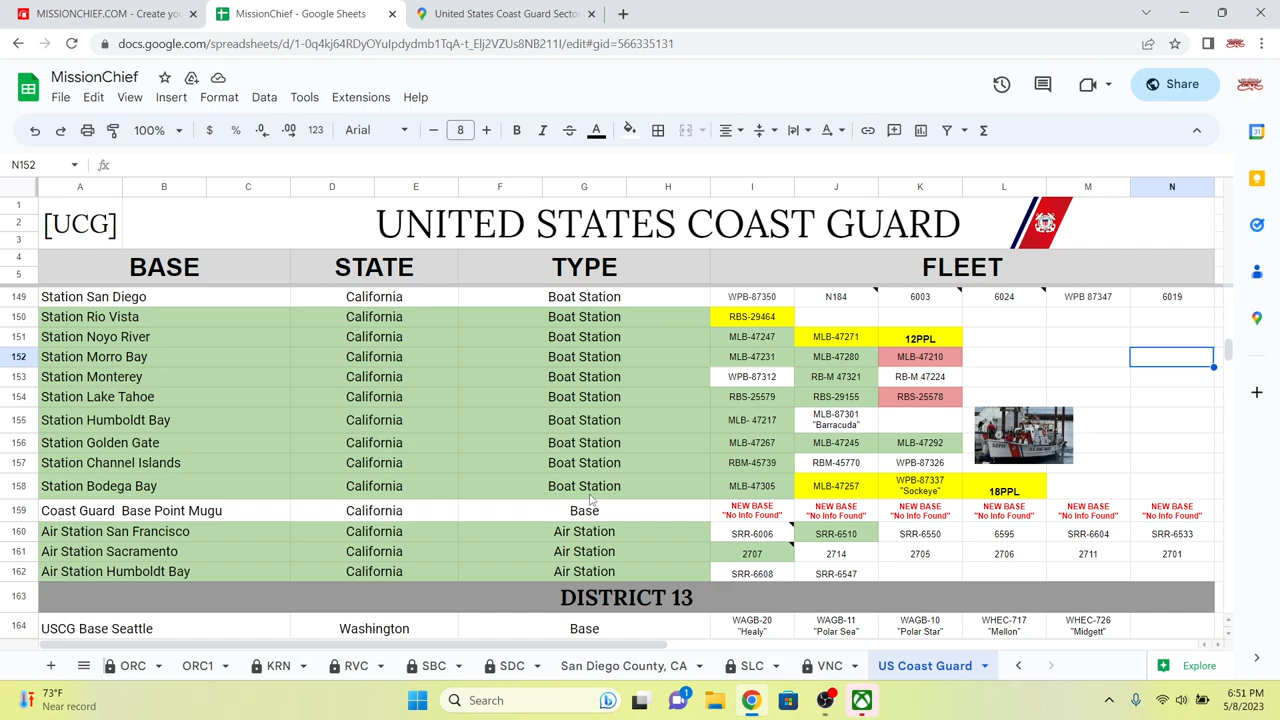 MISSIONCHIEF.COM - Create you
MissionChief - Google Sheets
United States Coast Guard Secto
MissionChief
File Edit View Insert Format Data Tools Extensions Help
Share
100% $ % .0 .00 123 Arial 8 B I A
N152 fx
A B C D E F G H I J K L M N
1
2
3
[UCG] UNITED STATES COAST GUARD
4
5
BASE STATE TYPE FLEET
149 Station San Diego California Boat Station WPB-87350 N184 6003 6024 WPB 87347 6019
150 Station Rio Vista California Boat Station RBS-29464
151 Station Noyo River California Boat Station MLB-47247 MLB-47271 12PPL
152 Station Morro Bay California Boat Station MLB-47231 MLB-47280 MLB-47210
153 Station Monterey California Boat Station WPB-87312 RB-M 47321 RB-M 47224
154 Station Lake Tahoe California Boat Station RBS-25579 RBS-29155 RBS-25578
155 Station Humboldt Bay California Boat Station MLB- 47217 MLB-87301
"Barracuda"
156 Station Golden Gate California Boat Station MLB-47267 MLB-47245 MLB-47292
157 Station Channel Islands California Boat Station RBM-45739 RBM-45770 WPB-87326
158 Station Bodega Bay California Boat Station MLB-47305 MLB-47257 WPB-87337
"Sockeye" 18PPL
159 Coast Guard Base Point Mugu California Base NEW BASE NEW BASE NEW BASE NEW BASE NEW BASE NEW BASE
"No Info Found" "No Info Found" "No Info Found" "No Info Found" "No Info Found" "No Info Found"
160 Air Station San Francisco California Air Station SRR-6006 SRR-6510 SRR-6550 6595 SRR-6604 SRR-6533
161 Air Station Sacramento California Air Station 2707 2714 2705 2706 2711 2701
162 Air Station Humboldt Bay California Air Station SRR-6608 SRR-6547
163 DISTRICT 13
164 USCG Base Seattle Washington Base WAGB-20 WAGB-11 WAGB-10 WHEC-717 WHEC-726
"Healy" "Polar Sea" "Polar Star" "Mellon" "Midgett"
ORC ORC1 KRN RVC SBC SDC San Diego County, CA SLC VNC US Coast Guard Explore
73°F
Near record
Search
1
6:51 PM
5/8/2023